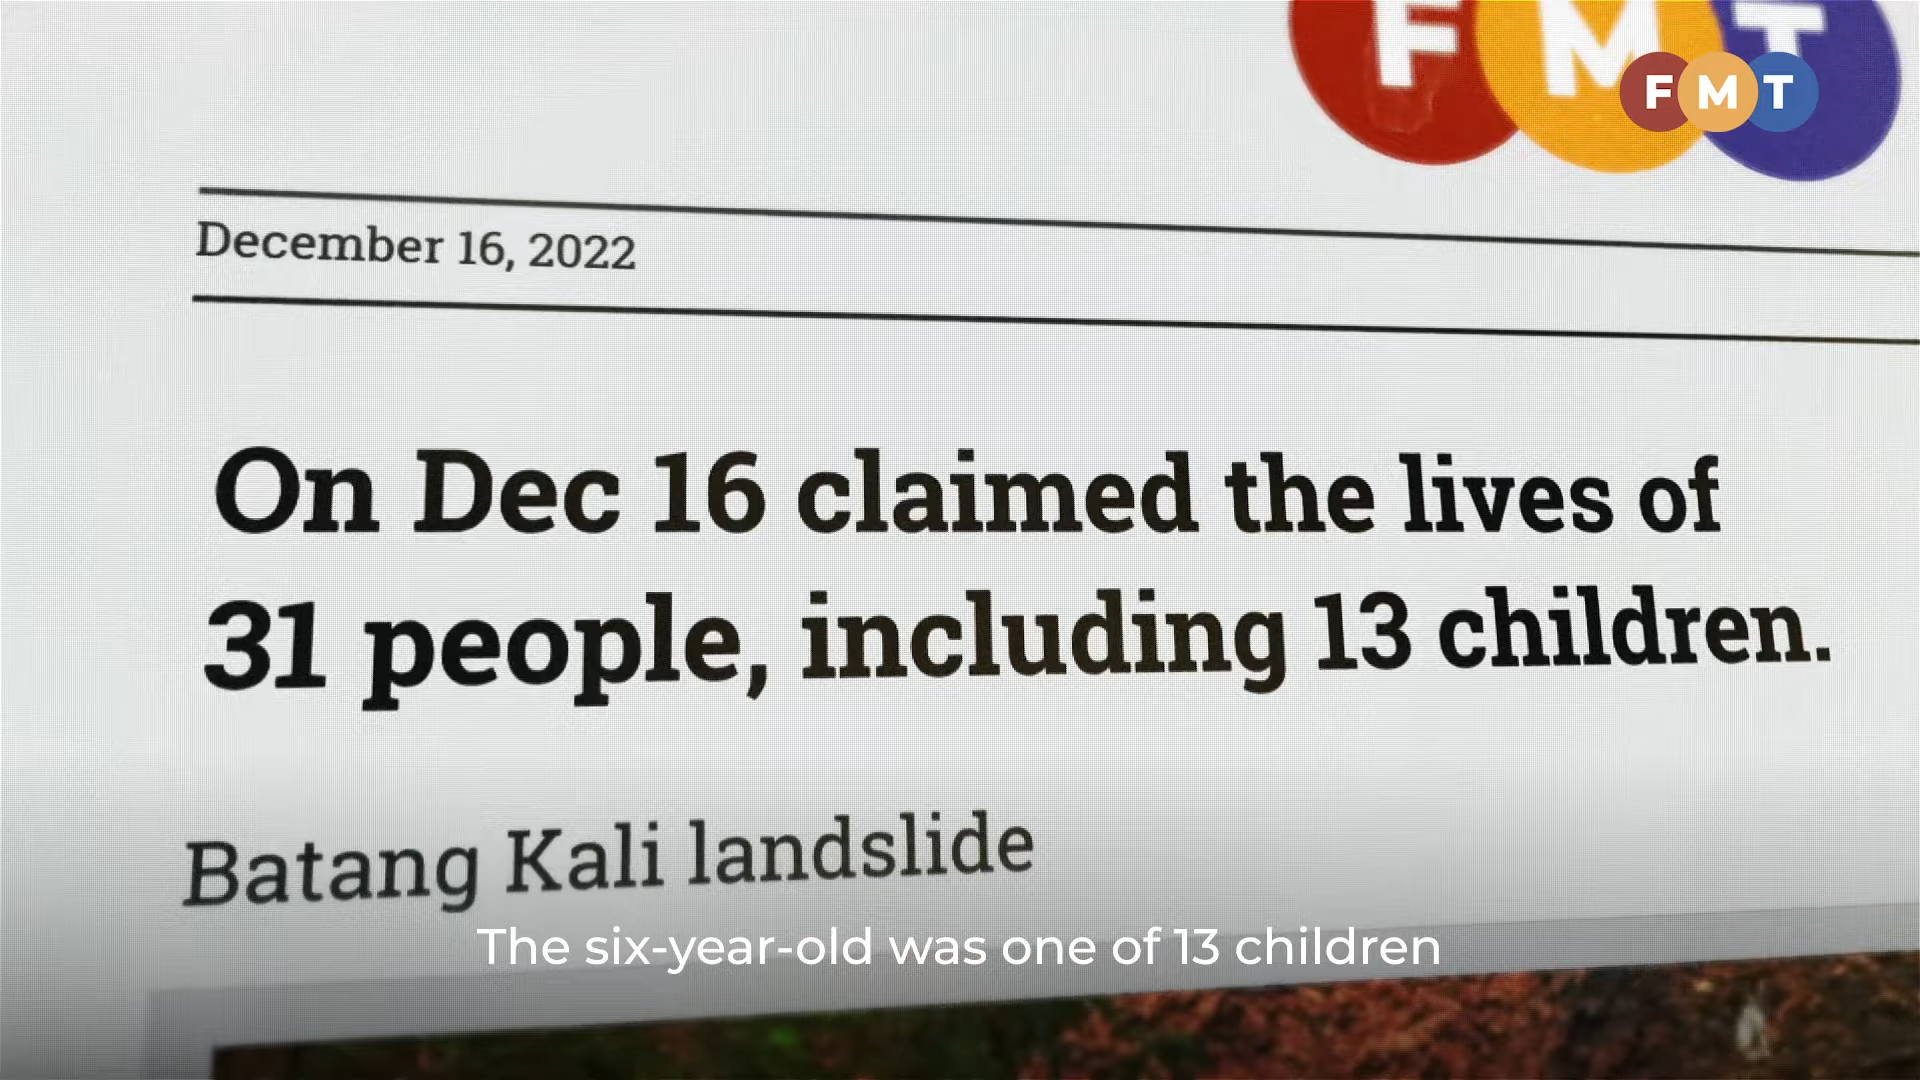 FMT
FMT
December 16, 2022
On Dec 16 claimed the lives of
31 people, including 13 children.
Batang Kali landslide
The six-year-old was one of 13 children